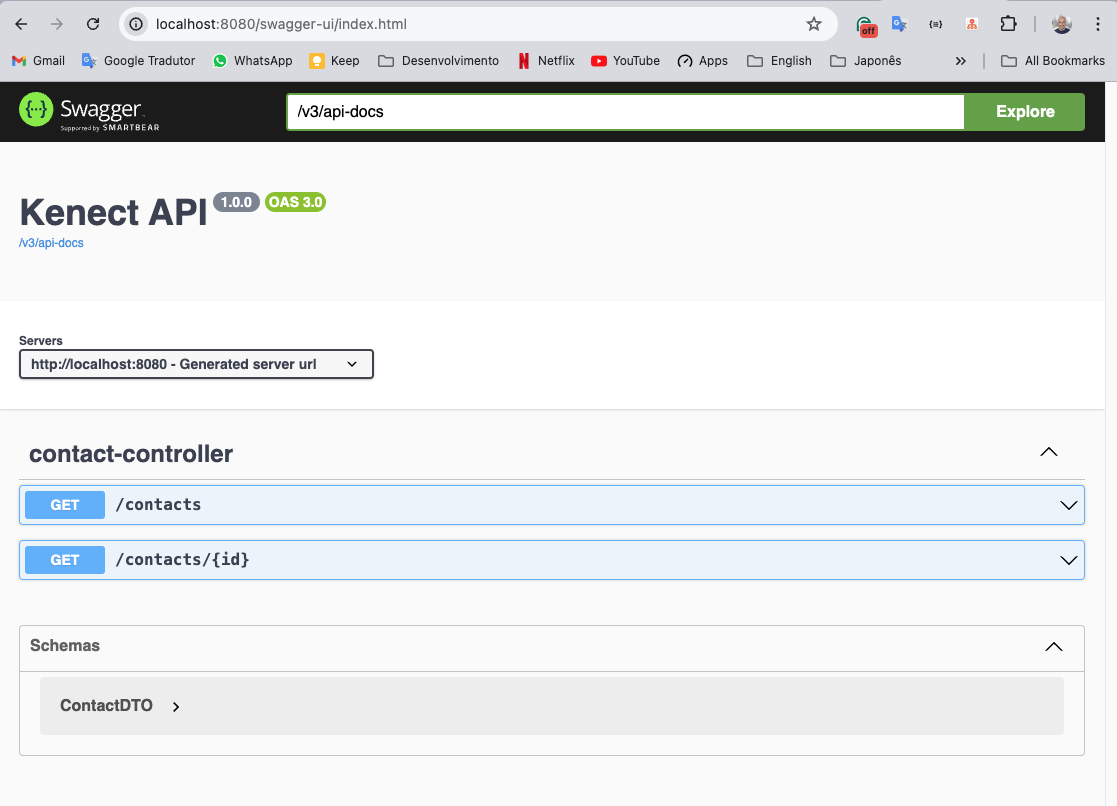 localhost:8080/swagger-ui/index.html
off
Gmail Google Tradutor WhatsApp Keep Desenvolvimento Netflix YouTube Apps English Japonês » All Bookmarks
Swagger
Supported by SMARTBEAR
/v3/api-docs Explore
Kenect API 1.0.0 OAS 3.0
/v3/api-docs
Servers
http://localhost:8080 - Generated server url
contact-controller
GET /contacts
GET /contacts/{id}
Schemas
ContactDTO